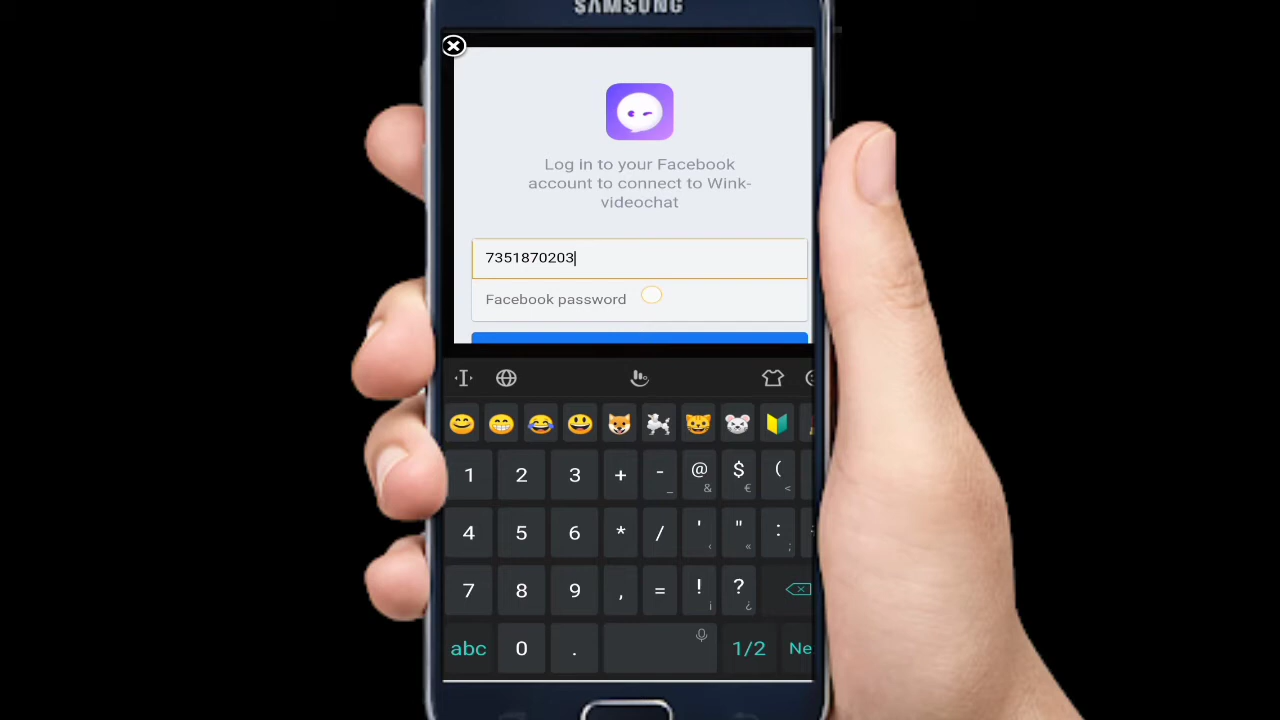 SAMSUNG
Log in to your Facebook
account to connect to Wink-
videochat
7351870203
Facebook password
1 2 3 + - _ @ & $ € ( <
4 5 6 * / ' ‹ " « : ;
7 8 9 , = ! ¡ ? ¿
abc 0 . 1/2 Ne